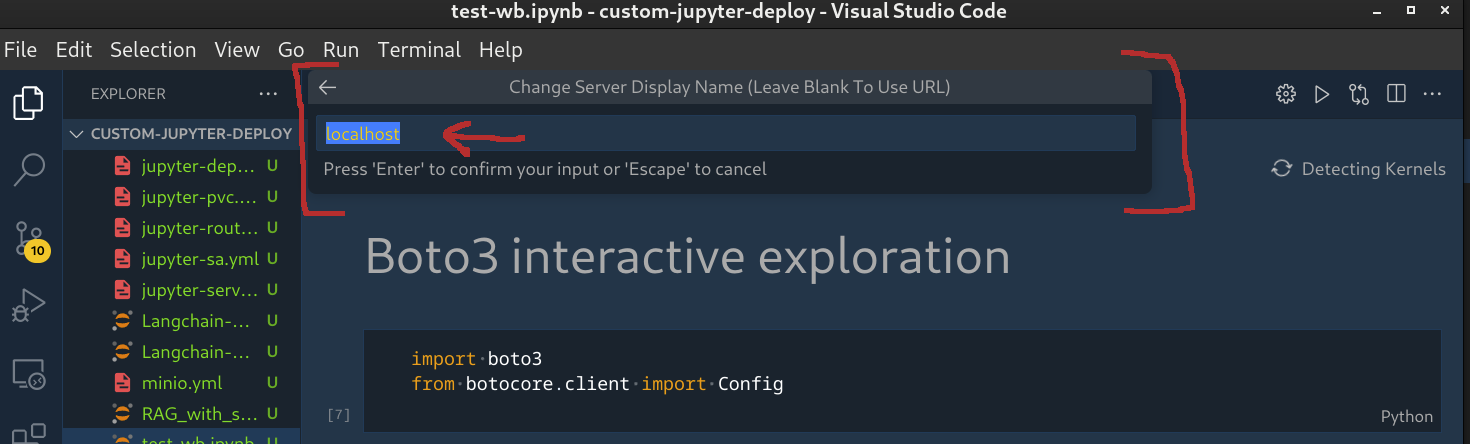 test-wb.ipynb - custom-jupyter-deploy - Visual Studio Code
File Edit Selection View Go Run Terminal Help
EXPLORER ...
CUSTOM-JUPYTER-DEPLOY
jupyter-dep... U
jupyter-pvc.... U
jupyter-rout... U
jupyter-sa.yml U
jupyter-serv... U
Langchain-... U
Langchain-... U
minio.yml U
RAG_with_s... U
test-wb.ipynb U
10
Change Server Display Name (Leave Blank To Use URL)
localhost
Press 'Enter' to confirm your input or 'Escape' to cancel
Detecting Kernels
Boto3 interactive exploration
import boto3
from botocore.client import Config
[7]
Python